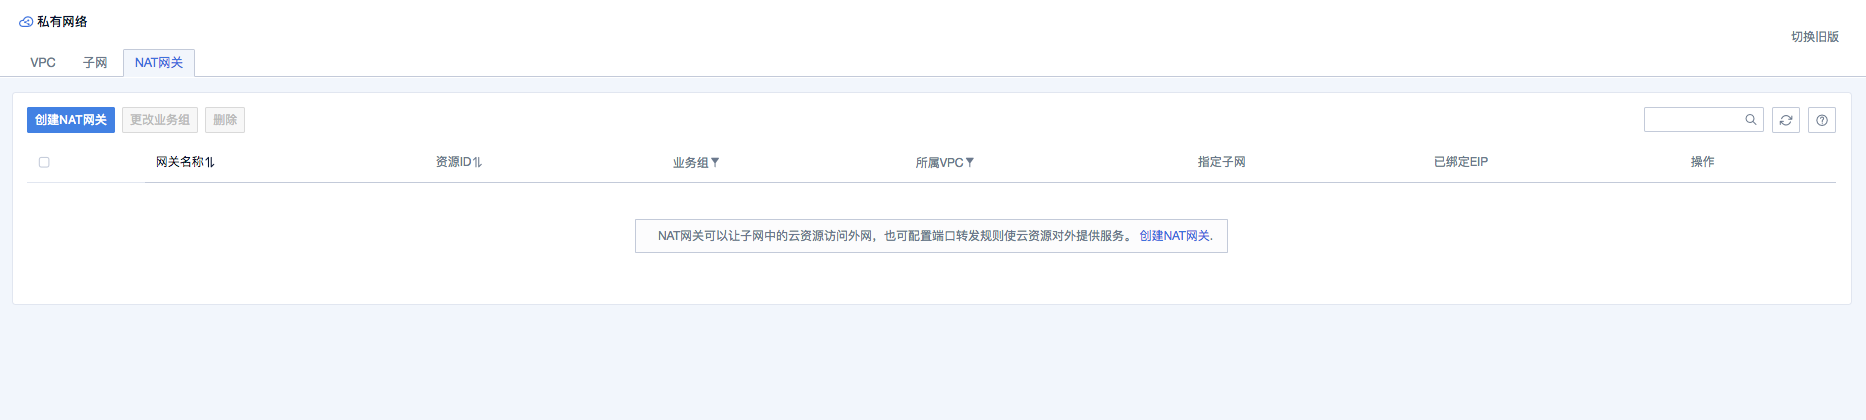 私有网络
切换旧版
VPC 子网 NAT网关
创建NAT网关 更改业务组 删除
网关名称 资源ID 业务组 所属VPC 指定子网 已绑定EIP 操作
NAT网关可以让子网中的云资源访问外网，也可配置端口转发规则使云资源对外提供服务。 创建NAT网关.